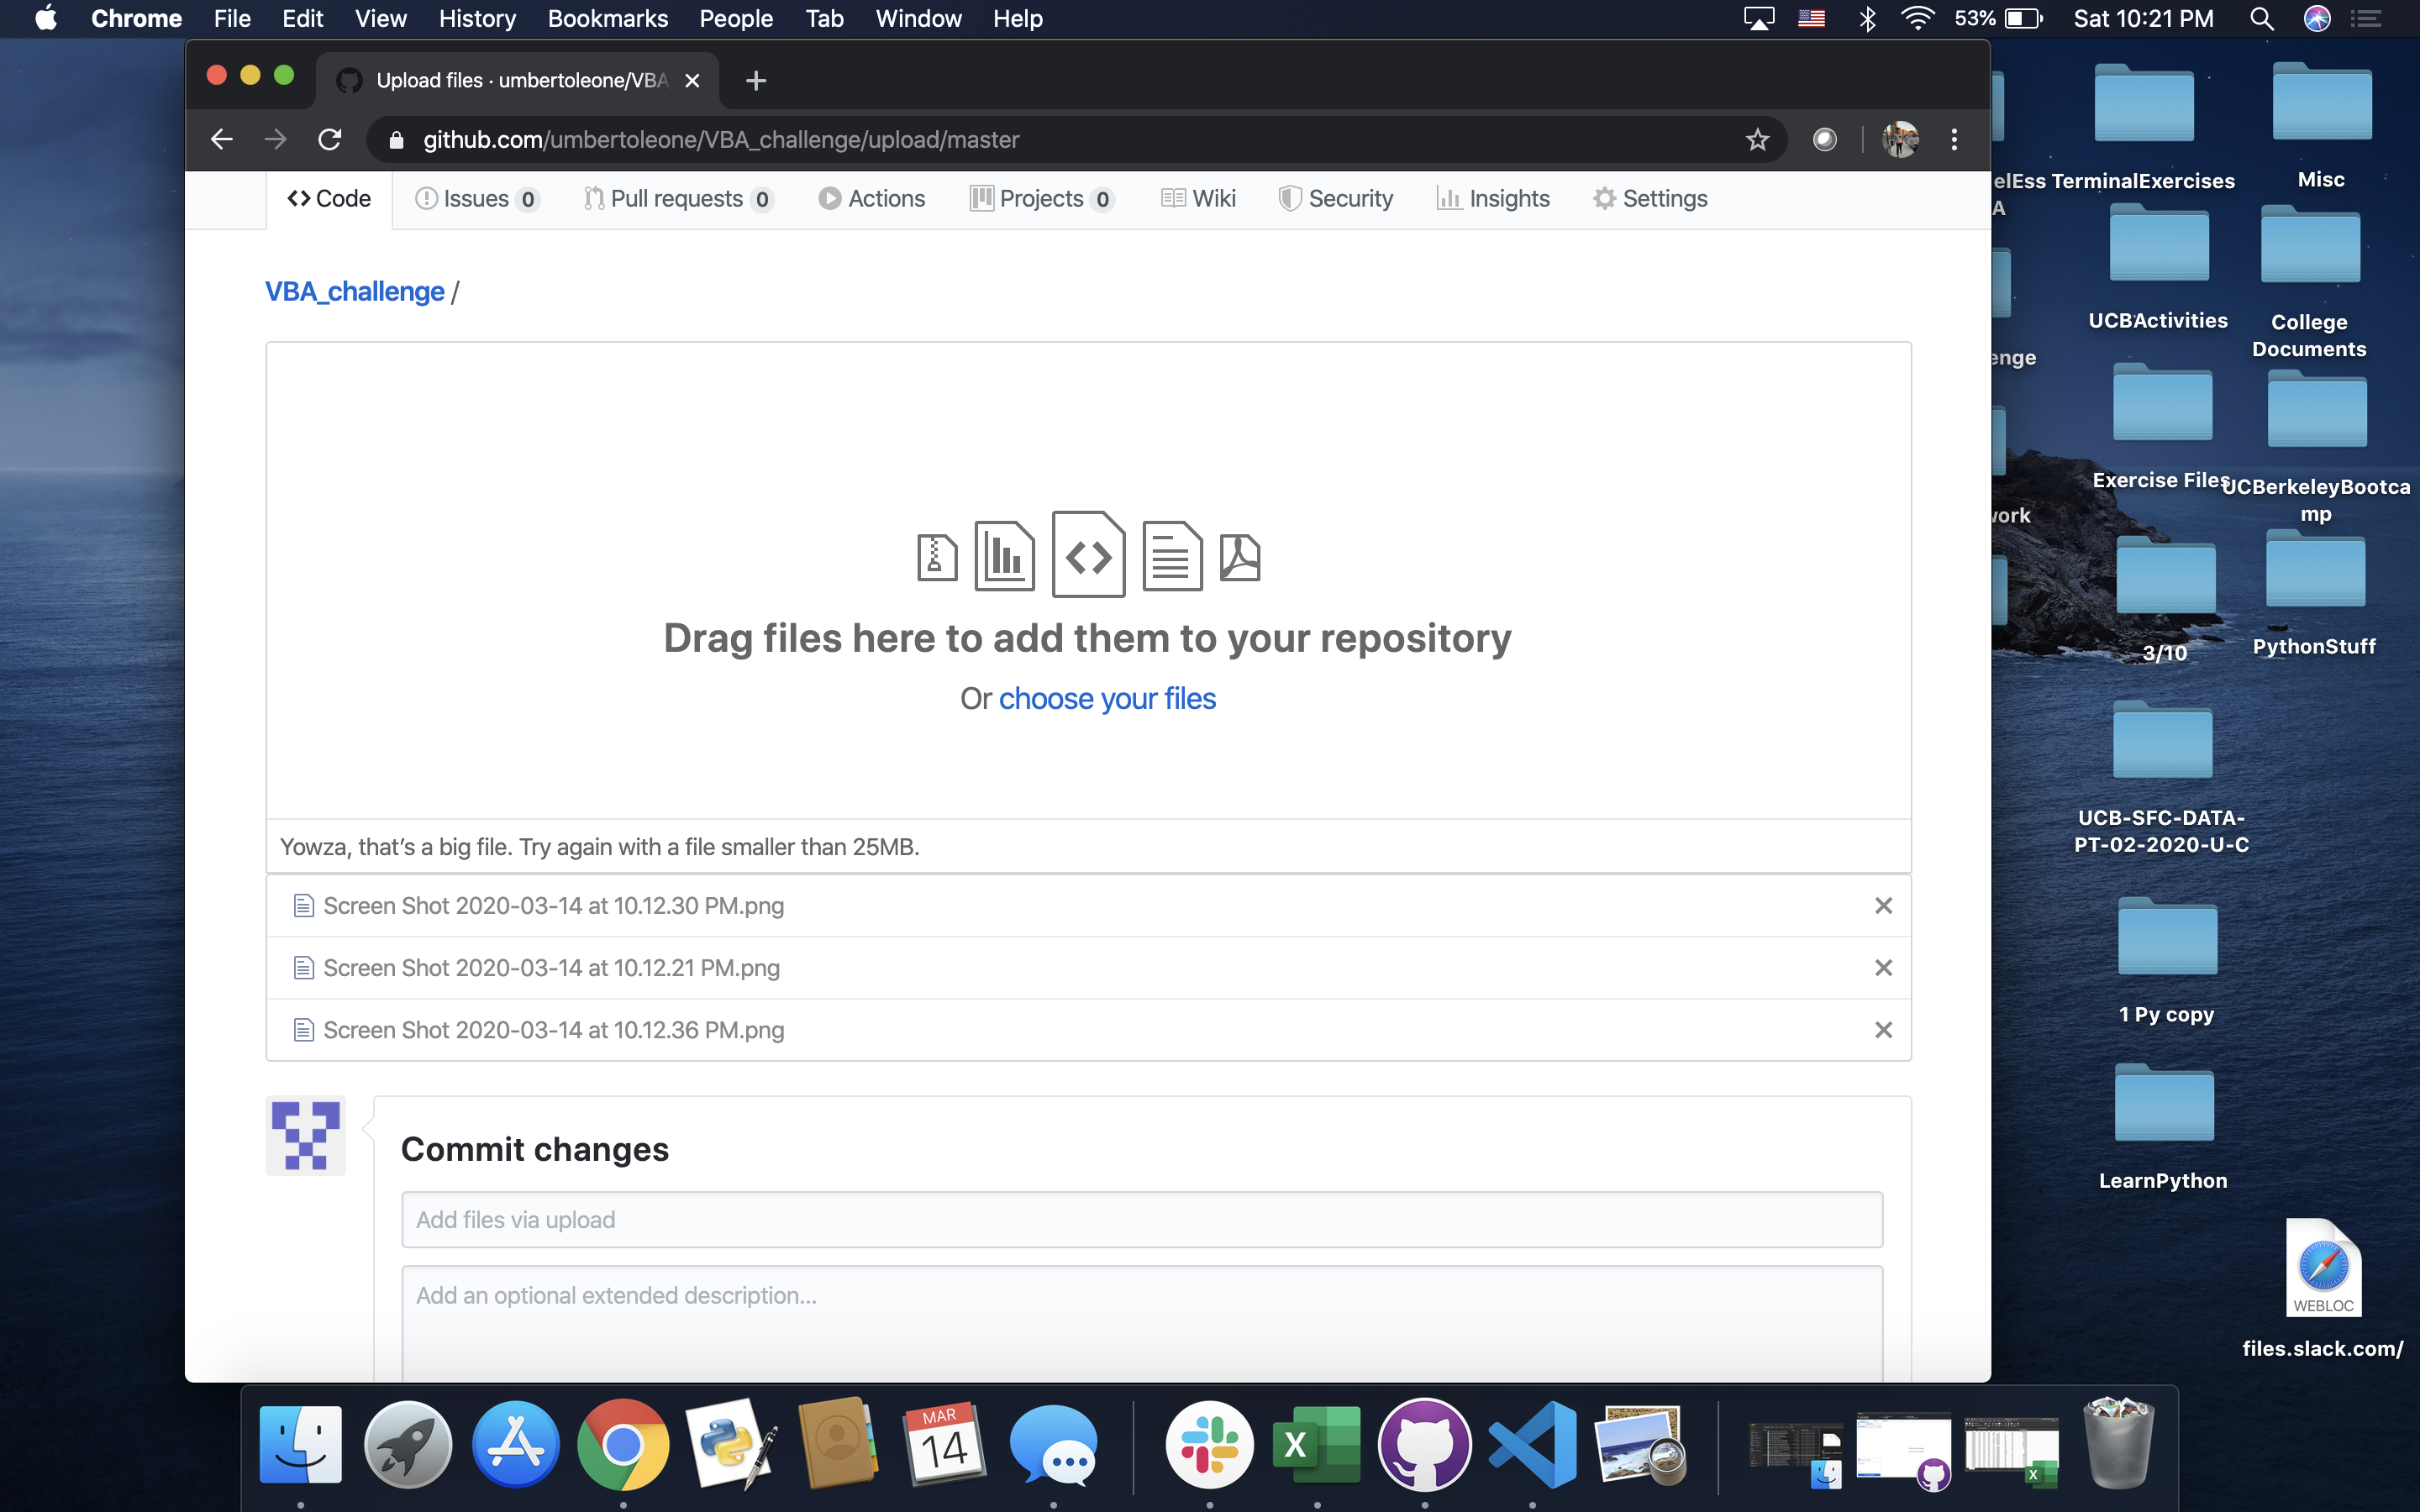 Chrome File Edit View History Bookmarks People Tab Window Help 53% Sat 10:21 PM
Upload files · umbertoleone/VBA
github.com/umbertoleone/VBA_challenge/upload/master
Code Issues 0 Pull requests 0 Actions Projects 0 Wiki Security Insights Settings
VBA_challenge /
Drag files here to add them to your repository
Or choose your files
Yowza, that's a big file. Try again with a file smaller than 25MB.
Screen Shot 2020-03-14 at 10.12.30 PM.png
Screen Shot 2020-03-14 at 10.12.21 PM.png
Screen Shot 2020-03-14 at 10.12.36 PM.png
Commit changes
Add files via upload
Add an optional extended description...
elEss
A
TerminalExercises
Misc
UCBActivities
College
Documents
enge
Exercise Files
UCBerkeleyBootca
mp
work
3/10
PythonStuff
UCB-SFC-DATA-
PT-02-2020-U-C
1 Py copy
LearnPython
WEBLOC
files.slack.com/
MAR
14
X
X